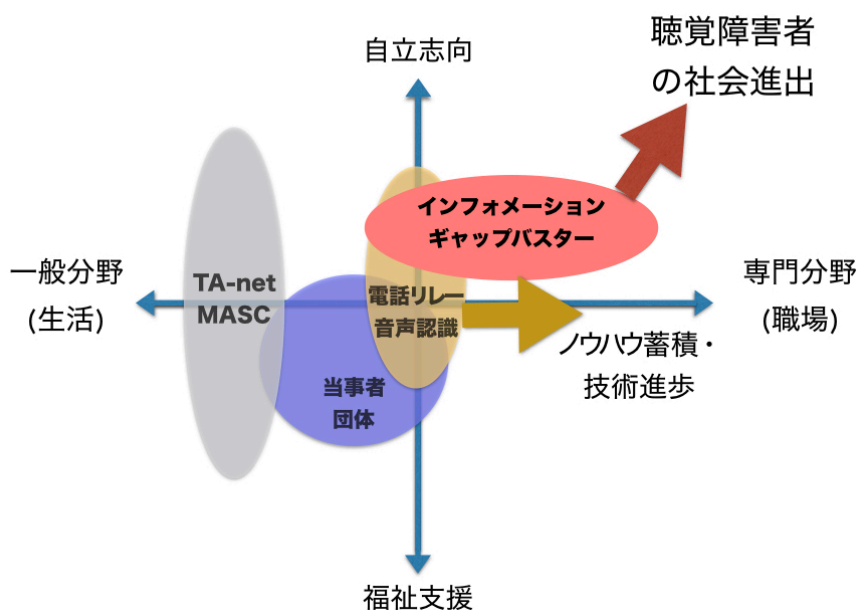 聴覚障害者
の社会進出
自立志向
インフォメーション
ギャップバスター
一般分野
(生活)
TA-net
MASC
電話リレー
音声認識
専門分野
(職場)
ノウハウ蓄積・
技術進歩
当事者
団体
福祉支援